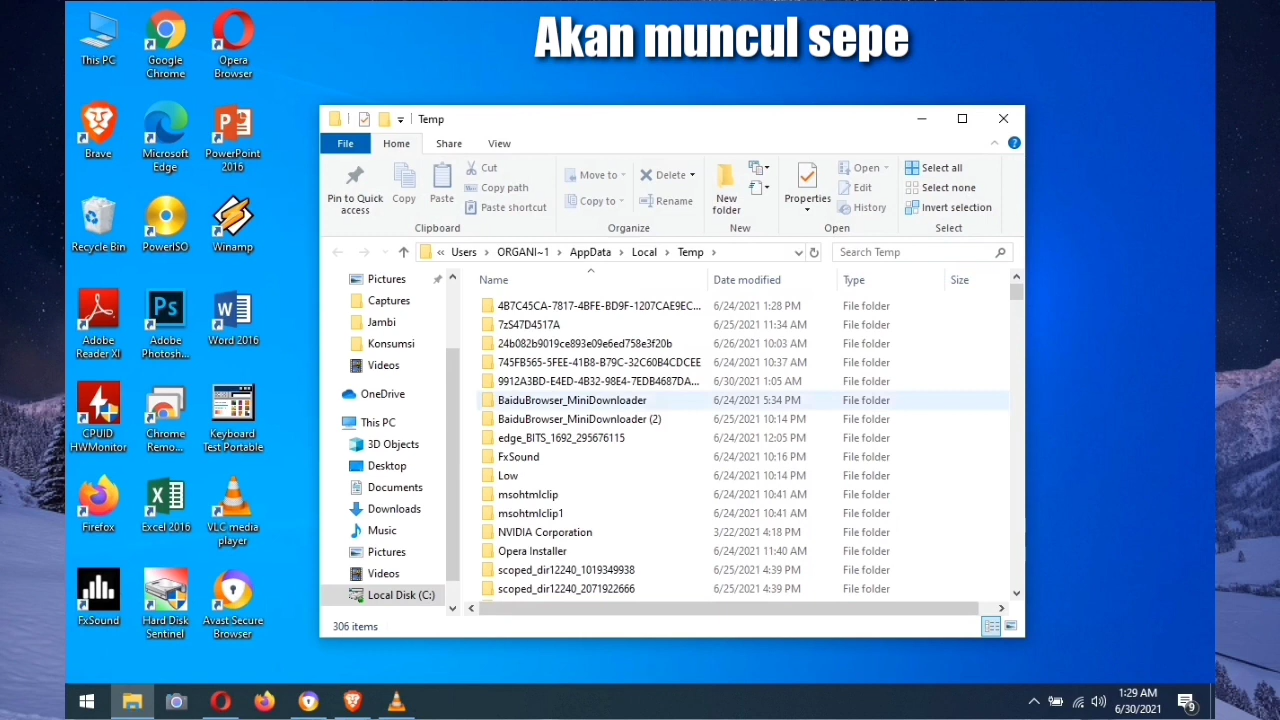 Akan muncul sepe
This PC
Google Chrome
Opera Browser
Brave
Microsoft Edge
PowerPoint 2016
Recycle Bin
PowerISO
Winamp
Adobe Reader XI
Adobe Photosh...
Word 2016
CPUID HWMonitor
Chrome Remo...
Keyboard Test Portable
Firefox
Excel 2016
VLC media player
FxSound
Hard Disk Sentinel
Avast Secure Browser
Temp
File Home Share View
Pin to Quick access
Copy
Paste
Cut
Copy path
Paste shortcut
Clipboard
Move to
Copy to
Delete
Rename
Organize
New folder
New
Properties
Open
Edit
History
Open
Select all
Select none
Invert selection
Select
« Users > ORGANI~1 > AppData > Local > Temp >
Search Temp
Pictures
Captures
Jambi
Konsumsi
Videos
OneDrive
This PC
3D Objects
Desktop
Documents
Downloads
Music
Pictures
Videos
Local Disk (C:)
Name Date modified Type Size
4B7C45CA-7817-4BFE-BD9F-1207CAE9EC... 6/24/2021 1:28 PM File folder
7zS47D4517A 6/25/2021 11:34 AM File folder
24b082b9019ce893e09e6ed758e3f20b 6/26/2021 10:03 AM File folder
745FB565-5FEE-41B8-B79C-32C60B4CDCEE 6/24/2021 10:37 AM File folder
9912A3BD-E4ED-4B32-98E4-7EDB4687DA... 6/30/2021 1:05 AM File folder
BaiduBrowser_MiniDownloader 6/24/2021 5:34 PM File folder
BaiduBrowser_MiniDownloader (2) 6/25/2021 10:14 PM File folder
edge_BITS_1692_295676115 6/24/2021 12:05 PM File folder
FxSound 6/24/2021 10:16 PM File folder
Low 6/24/2021 10:14 PM File folder
msohtmlclip 6/24/2021 10:41 AM File folder
msohtmlclip1 6/24/2021 10:41 AM File folder
NVIDIA Corporation 3/22/2021 4:18 PM File folder
Opera Installer 6/24/2021 11:40 AM File folder
scoped_dir12240_1019349938 6/25/2021 4:39 PM File folder
scoped_dir12240_2071922666 6/25/2021 4:39 PM File folder
306 items
1:29 AM
6/30/2021
9